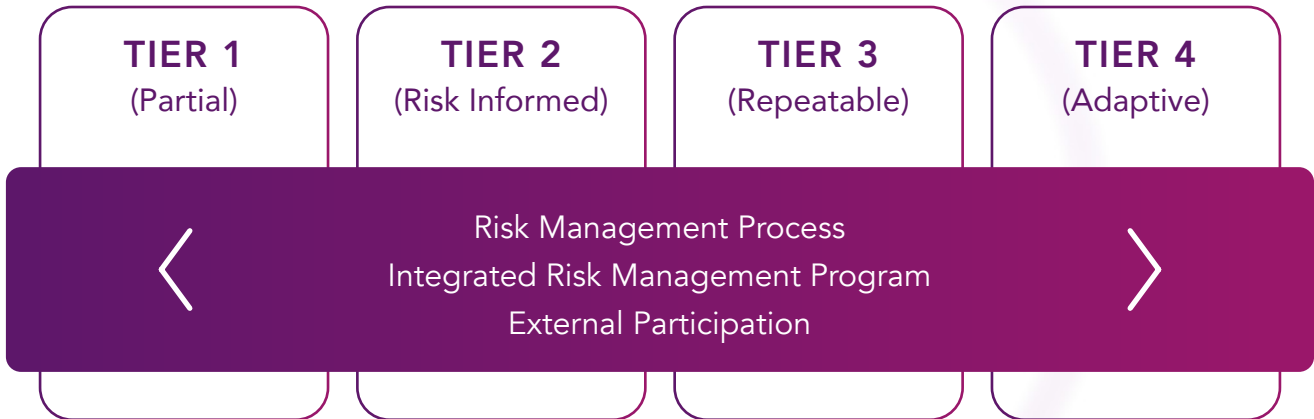 TIER 1
(Partial)
TIER 2
(Risk Informed)
TIER 3
(Repeatable)
TIER 4
(Adaptive)
Risk Management Process
Integrated Risk Management Program
External Participation